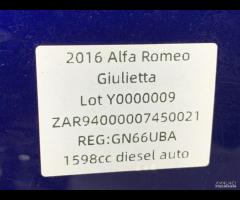 2016 Alfa Romeo
Giulietta
Lot Y0000009
ZAR94000007450021
REG:GN66UBA
1598cc diesel auto